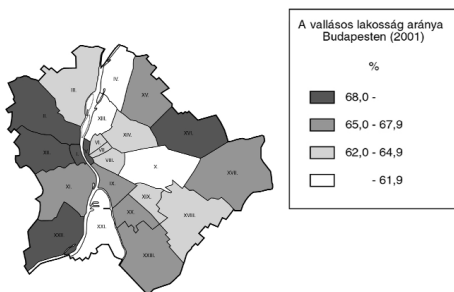 A vallásos lakosság aránya
Budapesten (2001)
%
68,0 -
65,0 - 67,9
62,0 - 64,9
- 61,9
IV.
III.
XV.
II.
XIII.
XIV.
XVI.
VI.
VII.
XII.
VIII.
X.
XVII.
XI.
IX.
XIX.
XVIII.
XX.
XXI.
XXII.
XXIII.